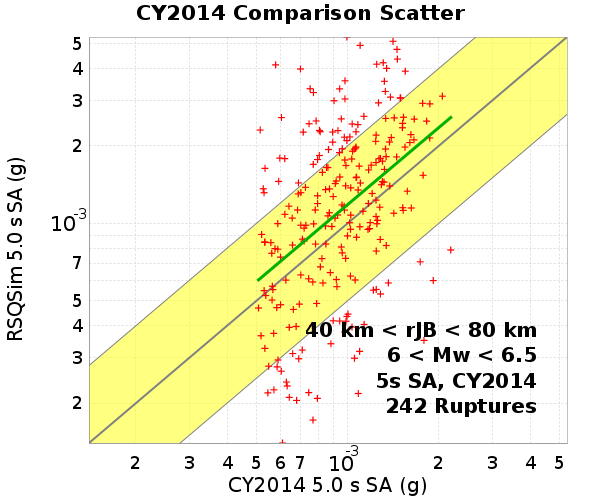 CY2014 Comparison Scatter
RSQSim 5.0 s SA (g)
5
4
3
2
10-3
7
5
4
3
2
40 km < rJB < 80 km
6 < Mw < 6.5
5s SA, CY2014
242 Ruptures
2 3 4 5 6 7 10-3 2 3 4 5
CY2014 5.0 s SA (g)